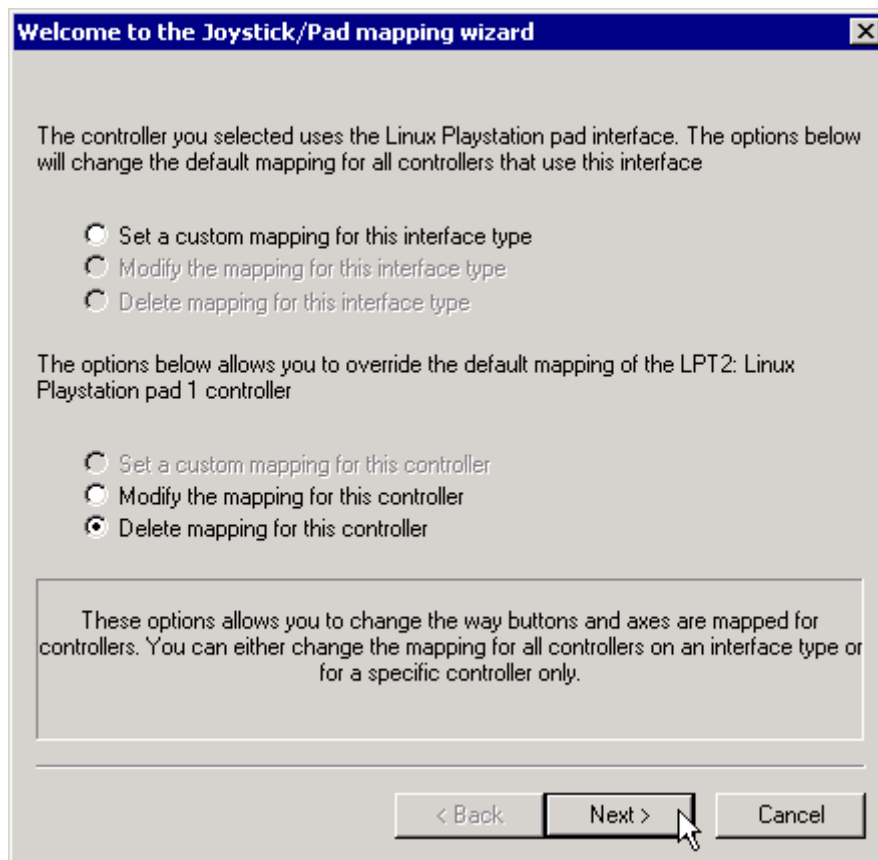 Welcome to the Joystick/Pad mapping wizard
The controller you selected uses the Linux Playstation pad interface. The options below
will change the default mapping for all controllers that use this interface
Set a custom mapping for this interface type
Modify the mapping for this interface type
Delete mapping for this interface type
The options below allows you to override the default mapping of the LPT2: Linux
Playstation pad 1 controller
Set a custom mapping for this controller
Modify the mapping for this controller
Delete mapping for this controller
These options allows you to change the way buttons and axes are mapped for
controllers. You can either change the mapping for all controllers on an interface type or
for a specific controller only.
< Back Next > Cancel